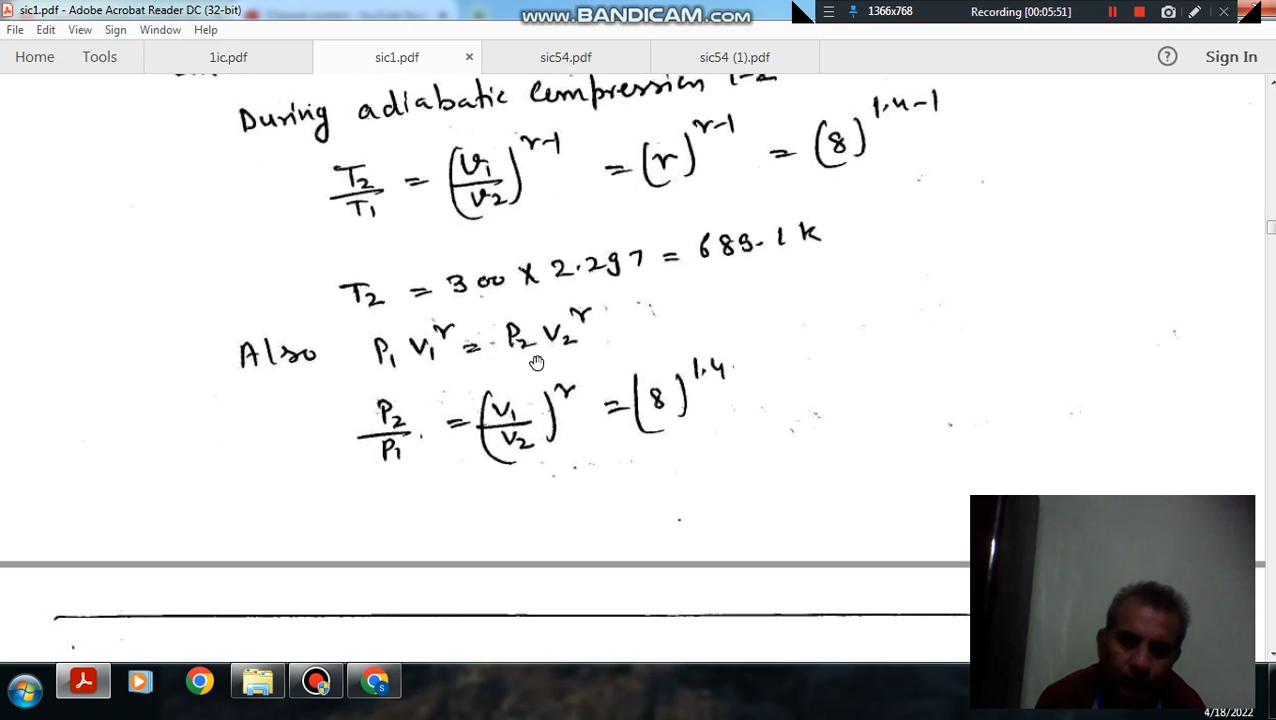 sic1.pdf - Adobe Acrobat Reader DC (32-bit)
www.BANDICAM.com
1366x768
Recording [00:05:51]
File Edit View Sign Window Help
Home Tools 1ic.pdf sic1.pdf × sic54.pdf sic54 (1).pdf ? Sign In
During adiabatic compression 1-2
T2/T1 = (V1/V2)^r-1 = (r)^r-1 = (8)^1.4-1
T2 = 300 x 2.297 = 689.1 k
Also P1 V1^r = P2 V2^r
P2/P1 = (V1/V2)^r = (8)^1.4
4/18/2022